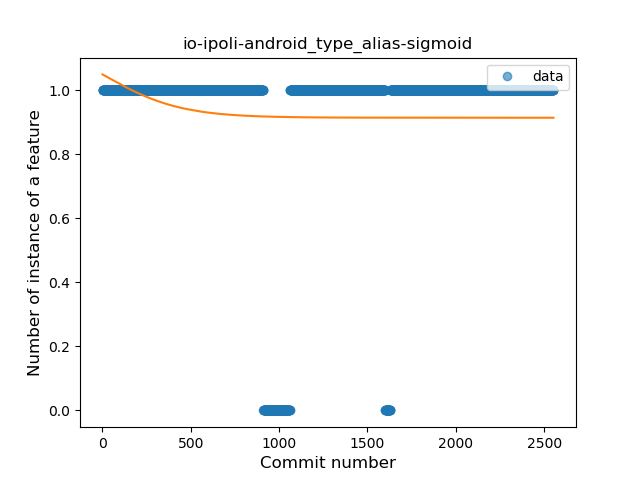 io-ipoli-android_type_alias-sigmoid
data
Number of instance of a feature
1.0
0.8
0.6
0.4
0.2
0.0
0 500 1000 1500 2000 2500
Commit number